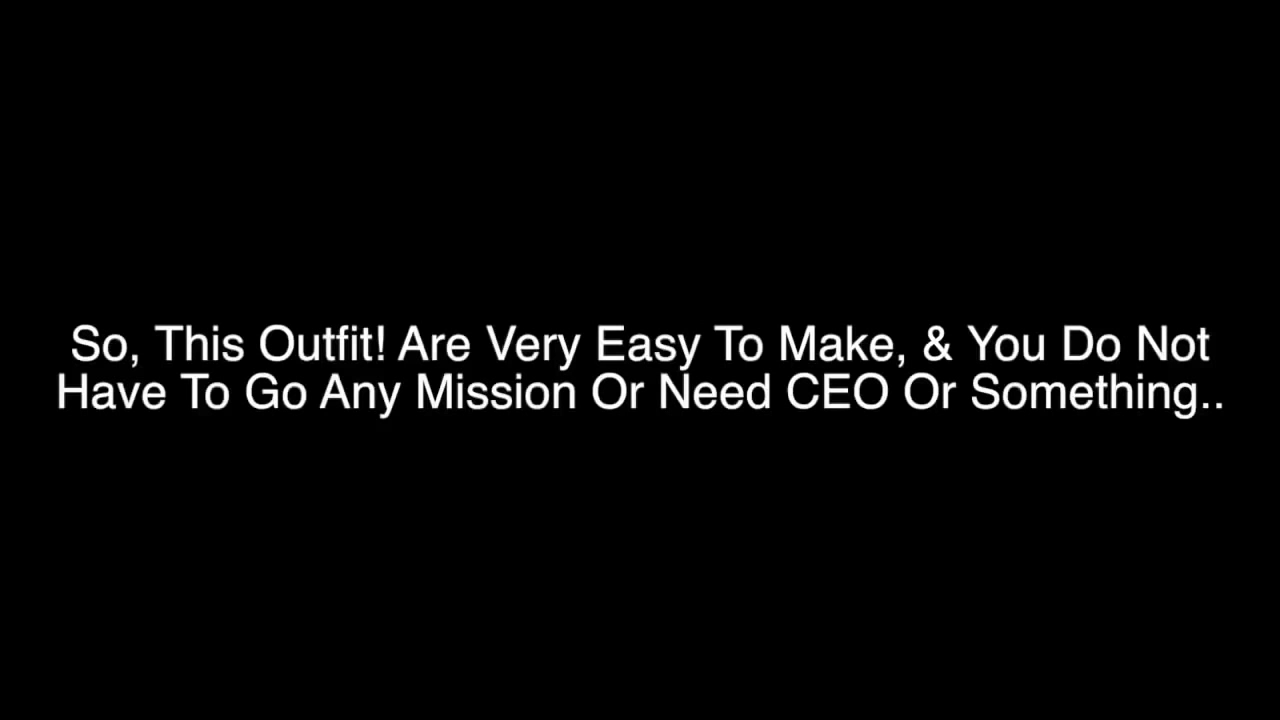 So, This Outfit! Are Very Easy To Make, & You Do Not
Have To Go Any Mission Or Need CEO Or Something..